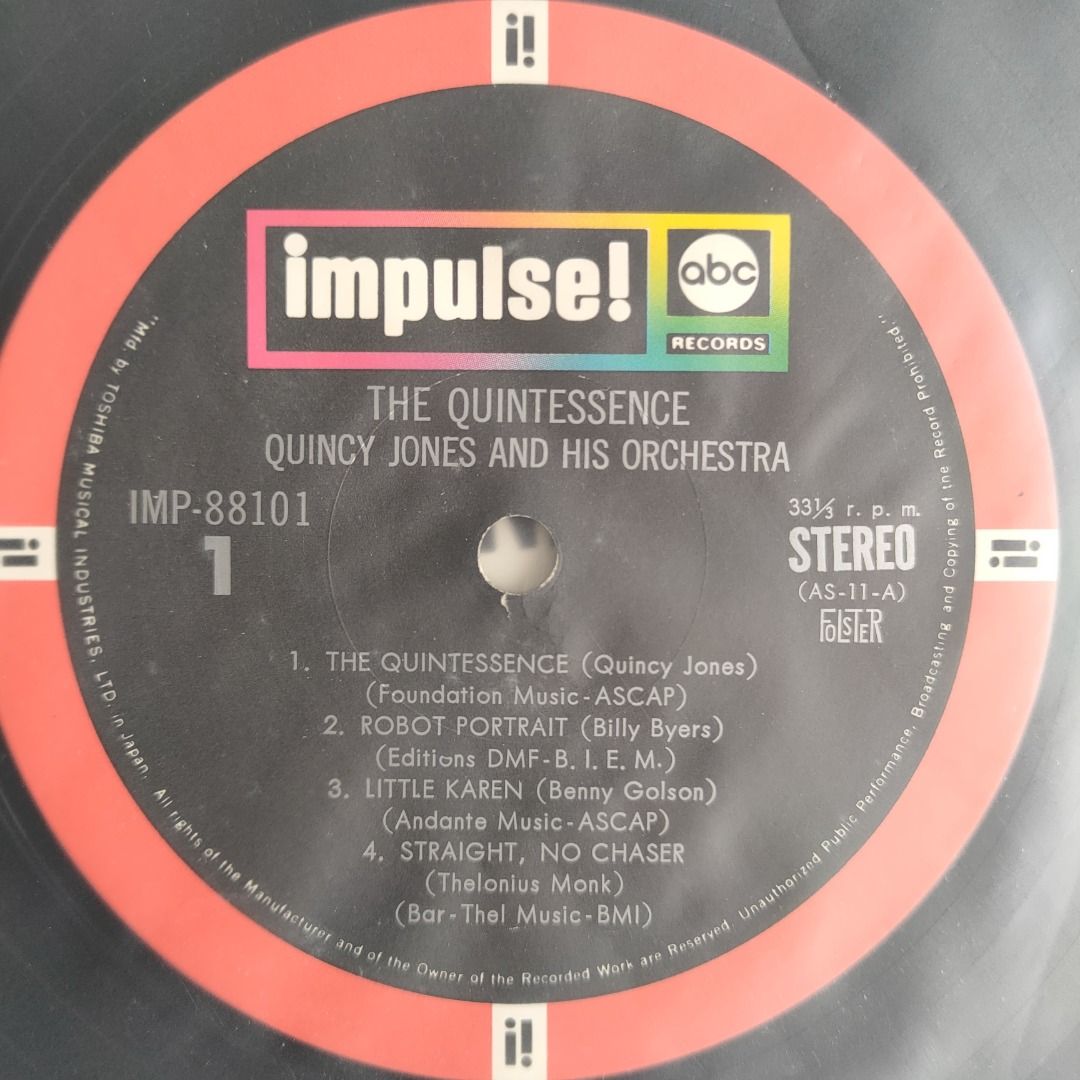 i!
impulse!
abc
RECORDS
THE QUINTESSENCE
QUINCY JONES AND HIS ORCHESTRA
IMP-88101
1
33⅓ r. p. m.
STEREO
(AS-11-A)
FOLSTER
1. THE QUINTESSENCE (Quincy Jones)
(Foundation Music-ASCAP)
2. ROBOT PORTRAIT (Billy Byers)
(Editions DMF-B. I. E. M.)
3. LITTLE KAREN (Benny Golson)
(Andante Music-ASCAP)
4. STRAIGHT, NO CHASER
(Thelonius Monk)
(Bar-Thel Music-BMI)
"Mfd. by TOSHIBA MUSICAL INDUSTRIES, LTD. in Japan. All rights of the Manufacturer and of the Owner of the Recorded Work are Reserved. Unauthorized Public Performance, Broadcasting and Copying of the Record Prohibited."
i!
i!
i!